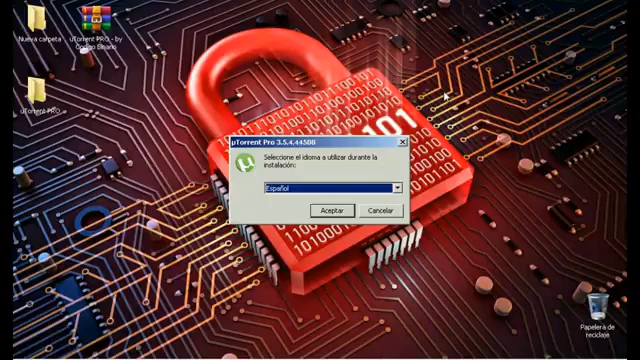 Nueva carpeta
uTorrent PRO - by
Codigo Binario
uTorrent PRO
µTorrent Pro 3.5.4.44508
Seleccione el idioma a utilizar durante la
instalación:
Español
Aceptar
Cancelar
Papelera de
reciclaje